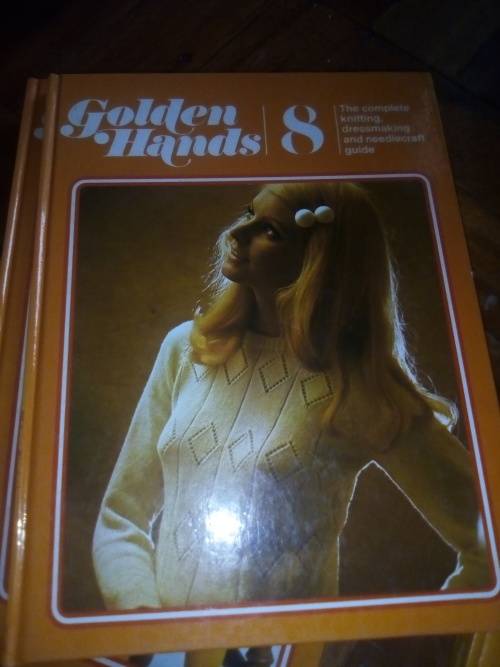 Golden
Hands
8
The complete
knitting,
dressmaking
and needlecraft
guide